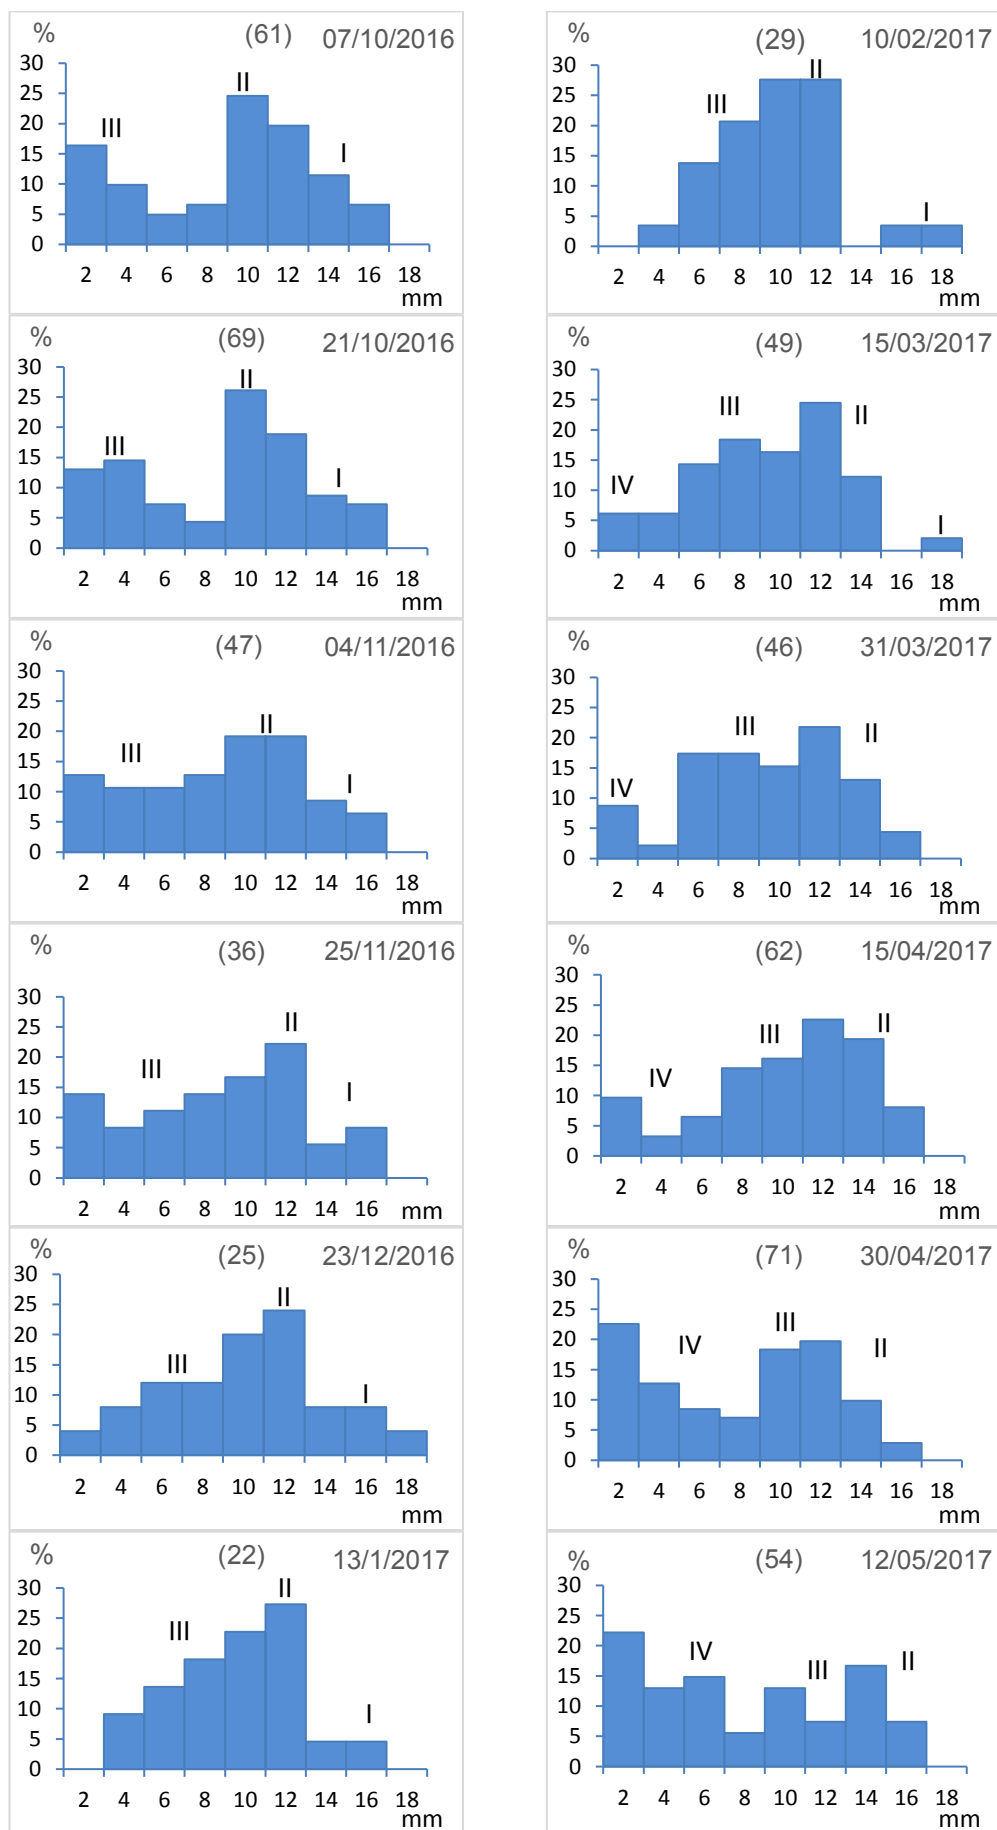 % (61) 07/10/2016
30
25
20
15
10
5
0
III II I
2 4 6 8 10 12 14 16 18
mm
% (69) 21/10/2016
30
25
20
15
10
5
0
III II I
2 4 6 8 10 12 14 16 18
mm
% (47) 04/11/2016
30
25
20
15
10
5
0
III II I
2 4 6 8 10 12 14 16 18
mm
% (36) 25/11/2016
30
25
20
15
10
5
0
III II I
2 4 6 8 10 12 14 16 mm
% (25) 23/12/2016
30
25
20
15
10
5
0
III II I
2 4 6 8 10 12 14 16 18
mm
% (22) 13/1/2017
30
25
20
15
10
5
0
III II I
2 4 6 8 10 12 14 16 18
mm
(29) 10/02/2017
30
25
20
15
10
5
0
III II I
2 4 6 8 10 12 14 16 18
mm
% (49) 15/03/2017
30
25
20
15
10
5
0
IV III II I
2 4 6 8 10 12 14 16 18
mm
% (46) 31/03/2017
30
25
20
15
10
5
0
IV III II
2 4 6 8 10 12 14 16 18
mm
% (62) 15/04/2017
30
25
20
15
10
5
0
IV III II
2 4 6 8 10 12 14 16 18
mm
% (71) 30/04/2017
30
25
20
15
10
5
0
IV III II
2 4 6 8 10 12 14 16 18
mm
% (54) 12/05/2017
30
25
20
15
10
5
0
IV III II
2 4 6 8 10 12 14 16 18
mm